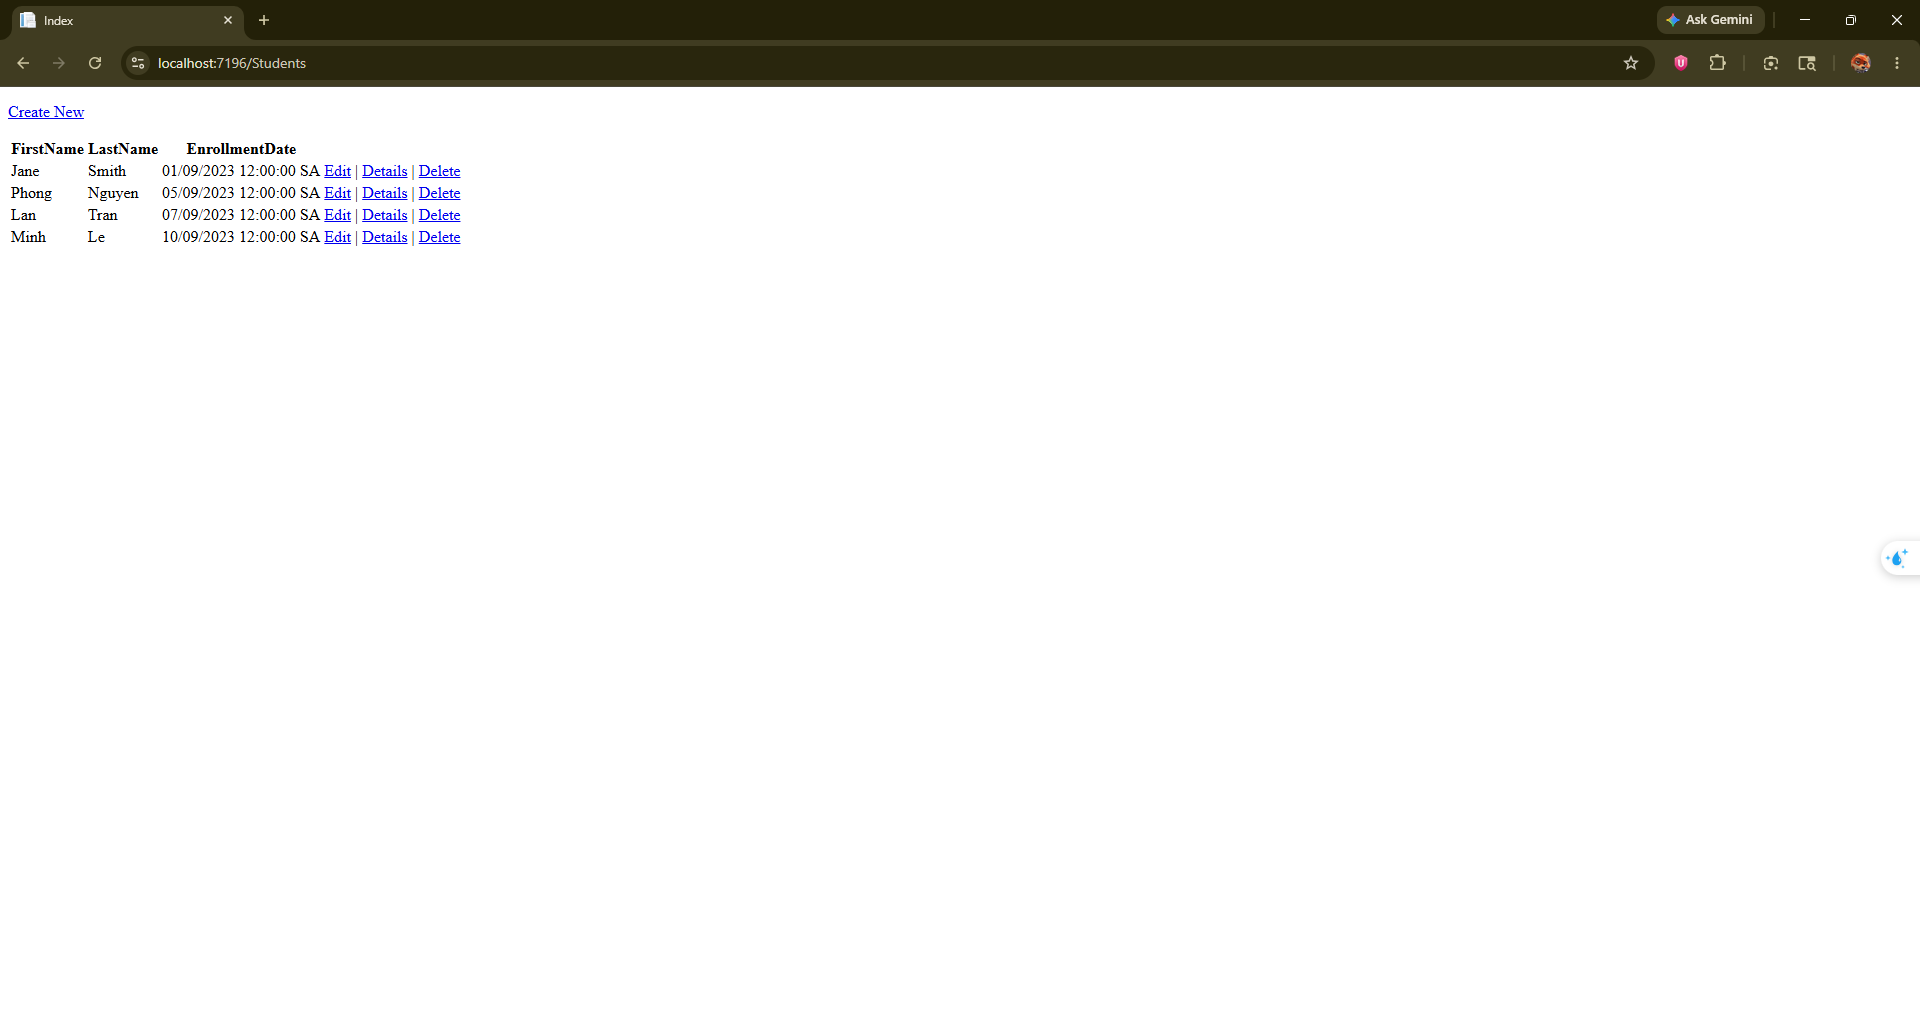 Index
Ask Gemini
localhost:7196/Students
Create New
FirstName LastName EnrollmentDate
Jane Smith 01/09/2023 12:00:00 SA Edit | Details | Delete
Phong Nguyen 05/09/2023 12:00:00 SA Edit | Details | Delete
Lan Tran 07/09/2023 12:00:00 SA Edit | Details | Delete
Minh Le 10/09/2023 12:00:00 SA Edit | Details | Delete